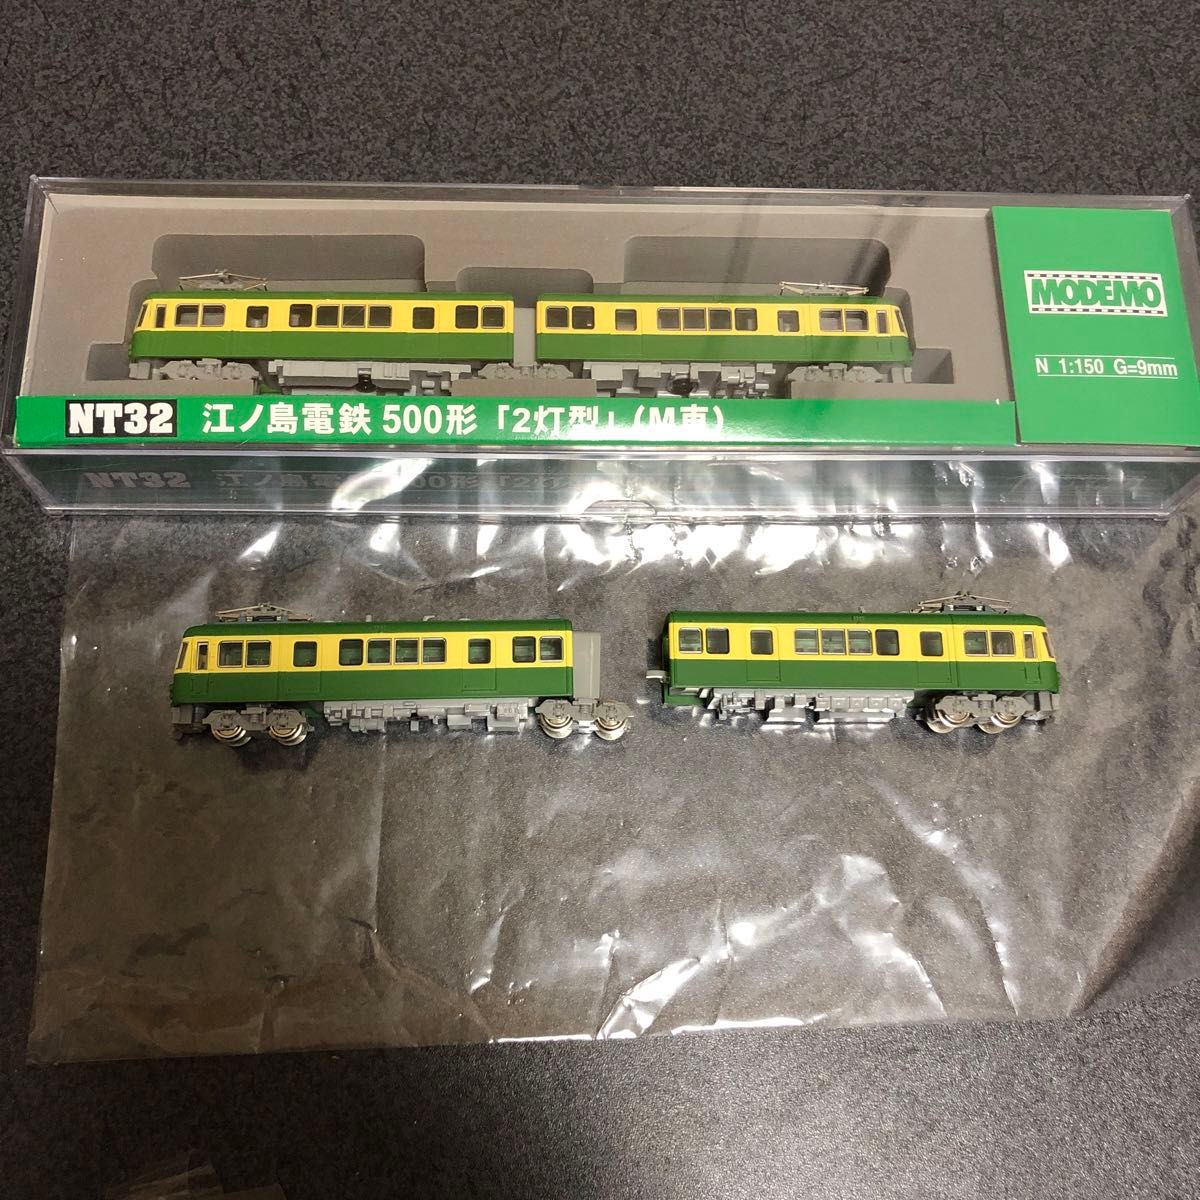 MODEMO
N 1:150 G=9mm
NT32 江ノ島電鉄 500形「2灯型」(M車)